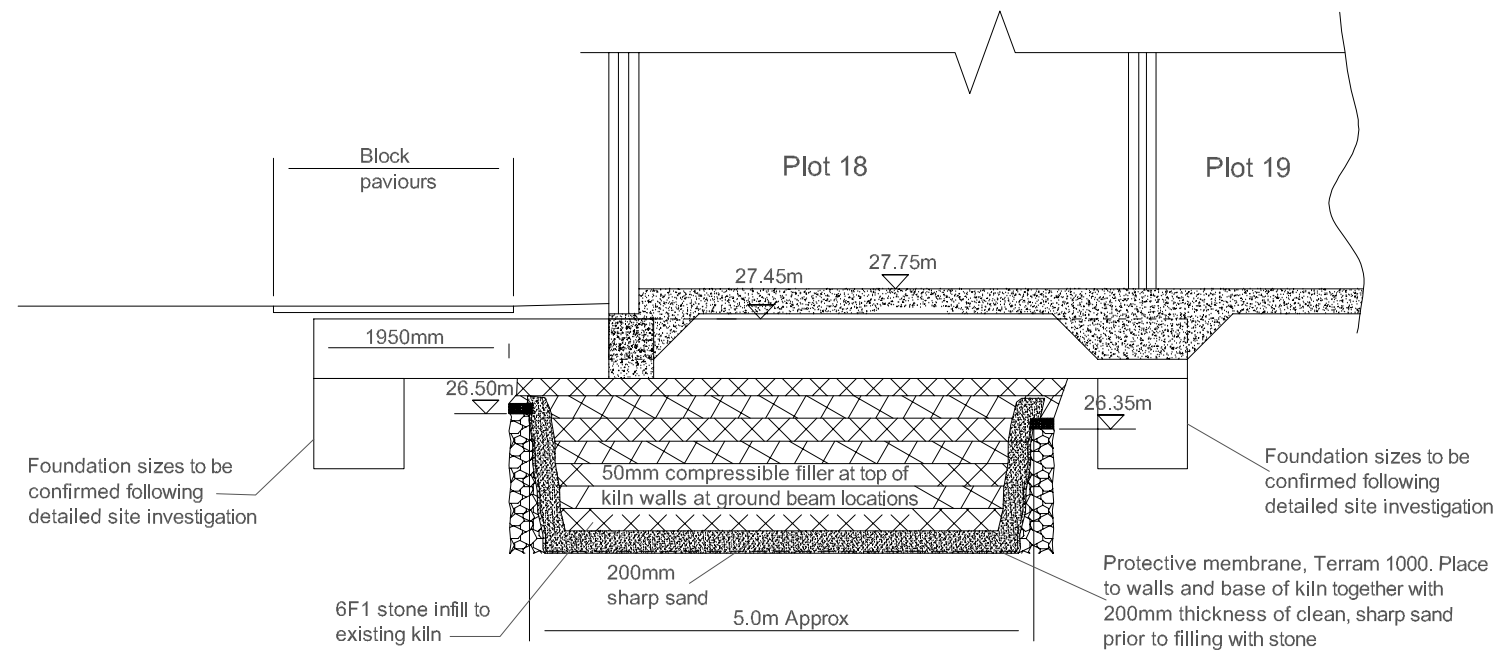 Block
paviours
Plot 18
Plot 19
27.45m
27.75m
1950mm
26.50m
26.35m
Foundation sizes to be
confirmed following
detailed site investigation
50mm compressible filler at top of
kiln walls at ground beam locations
Foundation sizes to be
confirmed following
detailed site investigation
200mm
sharp sand
6F1 stone infill to
existing kiln
5.0m Approx
Protective membrane, Terram 1000. Place
to walls and base of kiln together with
200mm thickness of clean, sharp sand
prior to filling with stone